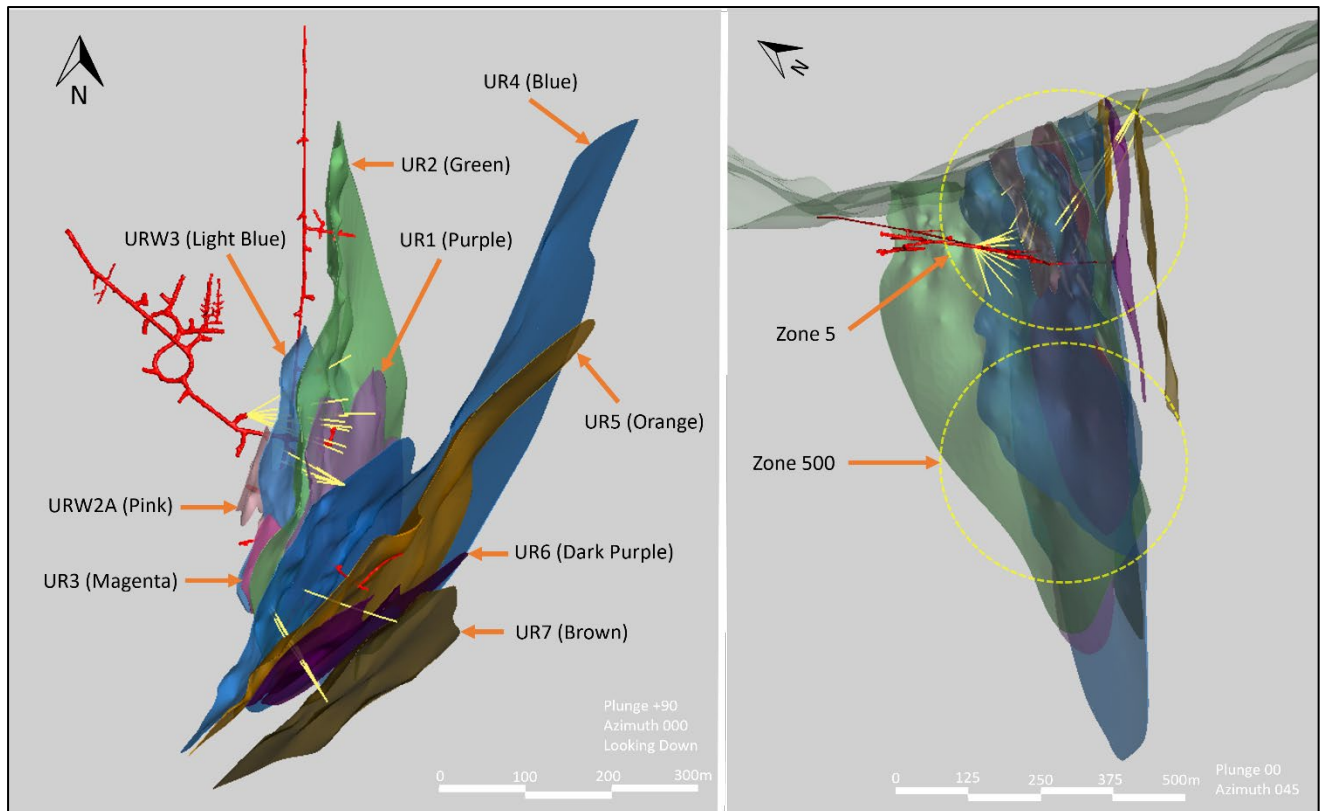 N
UR4 (Blue)
UR2 (Green)
URW3 (Light Blue)
UR1 (Purple)
UR5 (Orange)
URW2A (Pink)
UR6 (Dark Purple)
UR3 (Magenta)
UR7 (Brown)
Plunge +90
Azimuth 000
Looking Down
0 100 200 300m
N
Zone 5
Zone 500
Plunge 00
Azimuth 045
0 125 250 375 500m